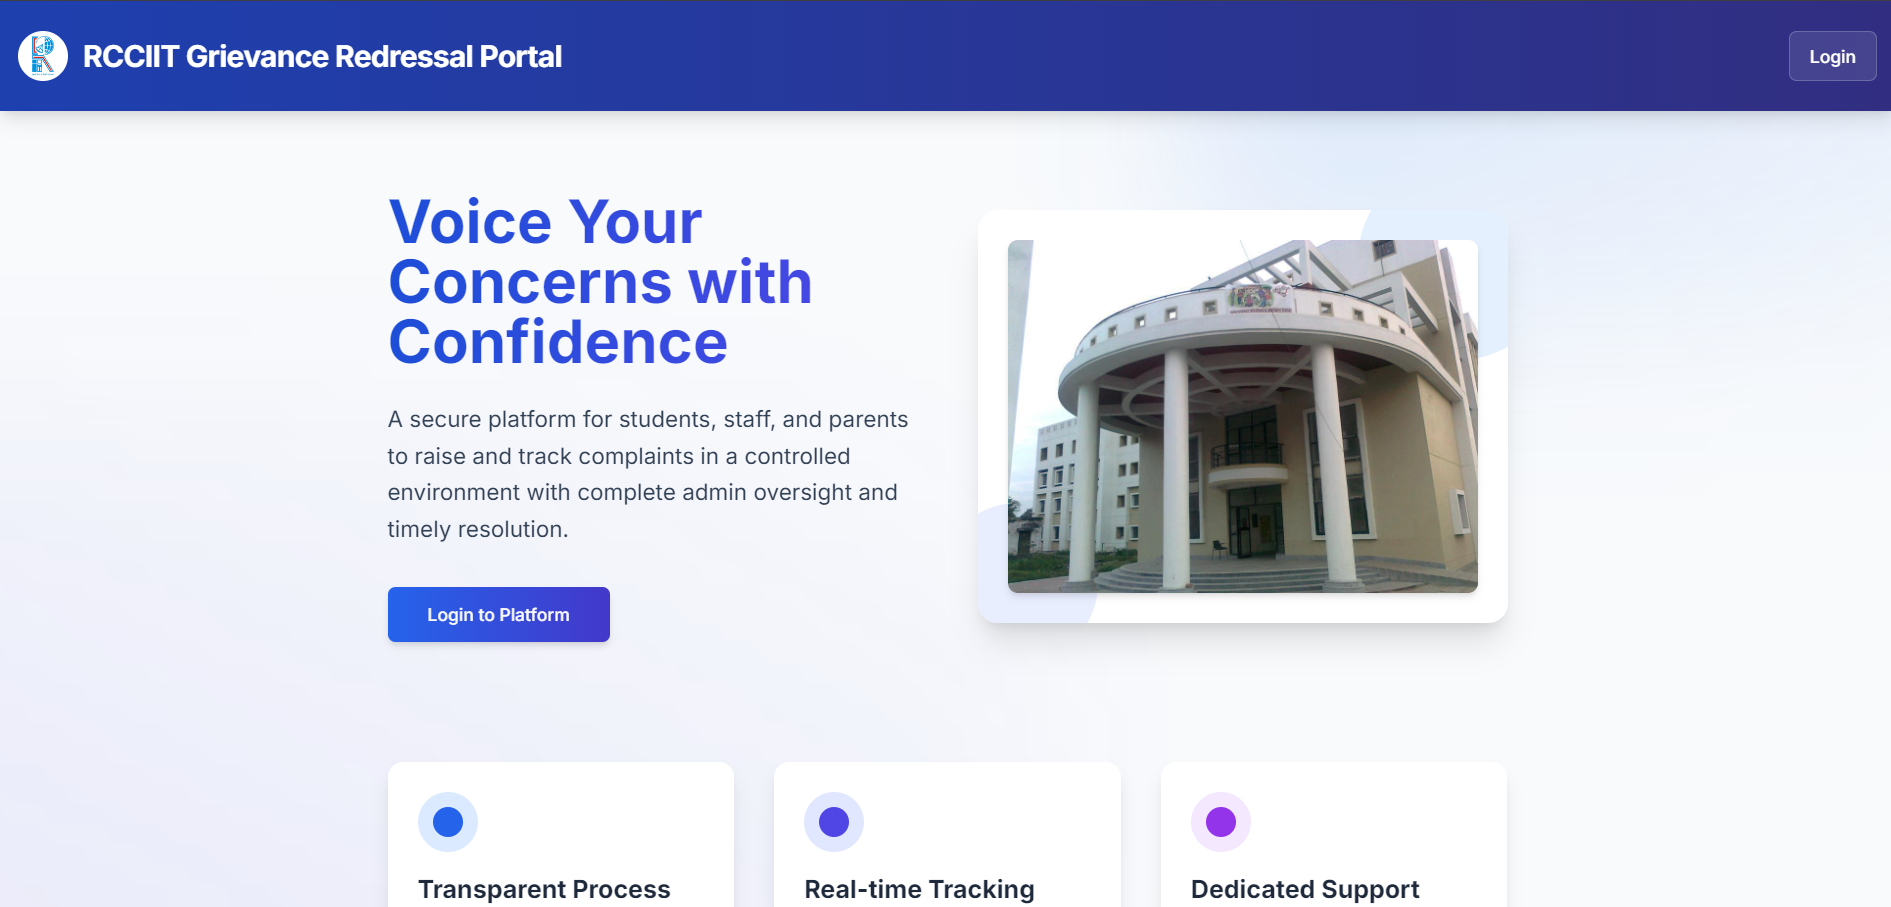 RCCIIT Grievance Redressal Portal
Login
Voice Your
Concerns with
Confidence
A secure platform for students, staff, and parents
to raise and track complaints in a controlled
environment with complete admin oversight and
timely resolution.
Login to Platform
Transparent Process
Real-time Tracking
Dedicated Support